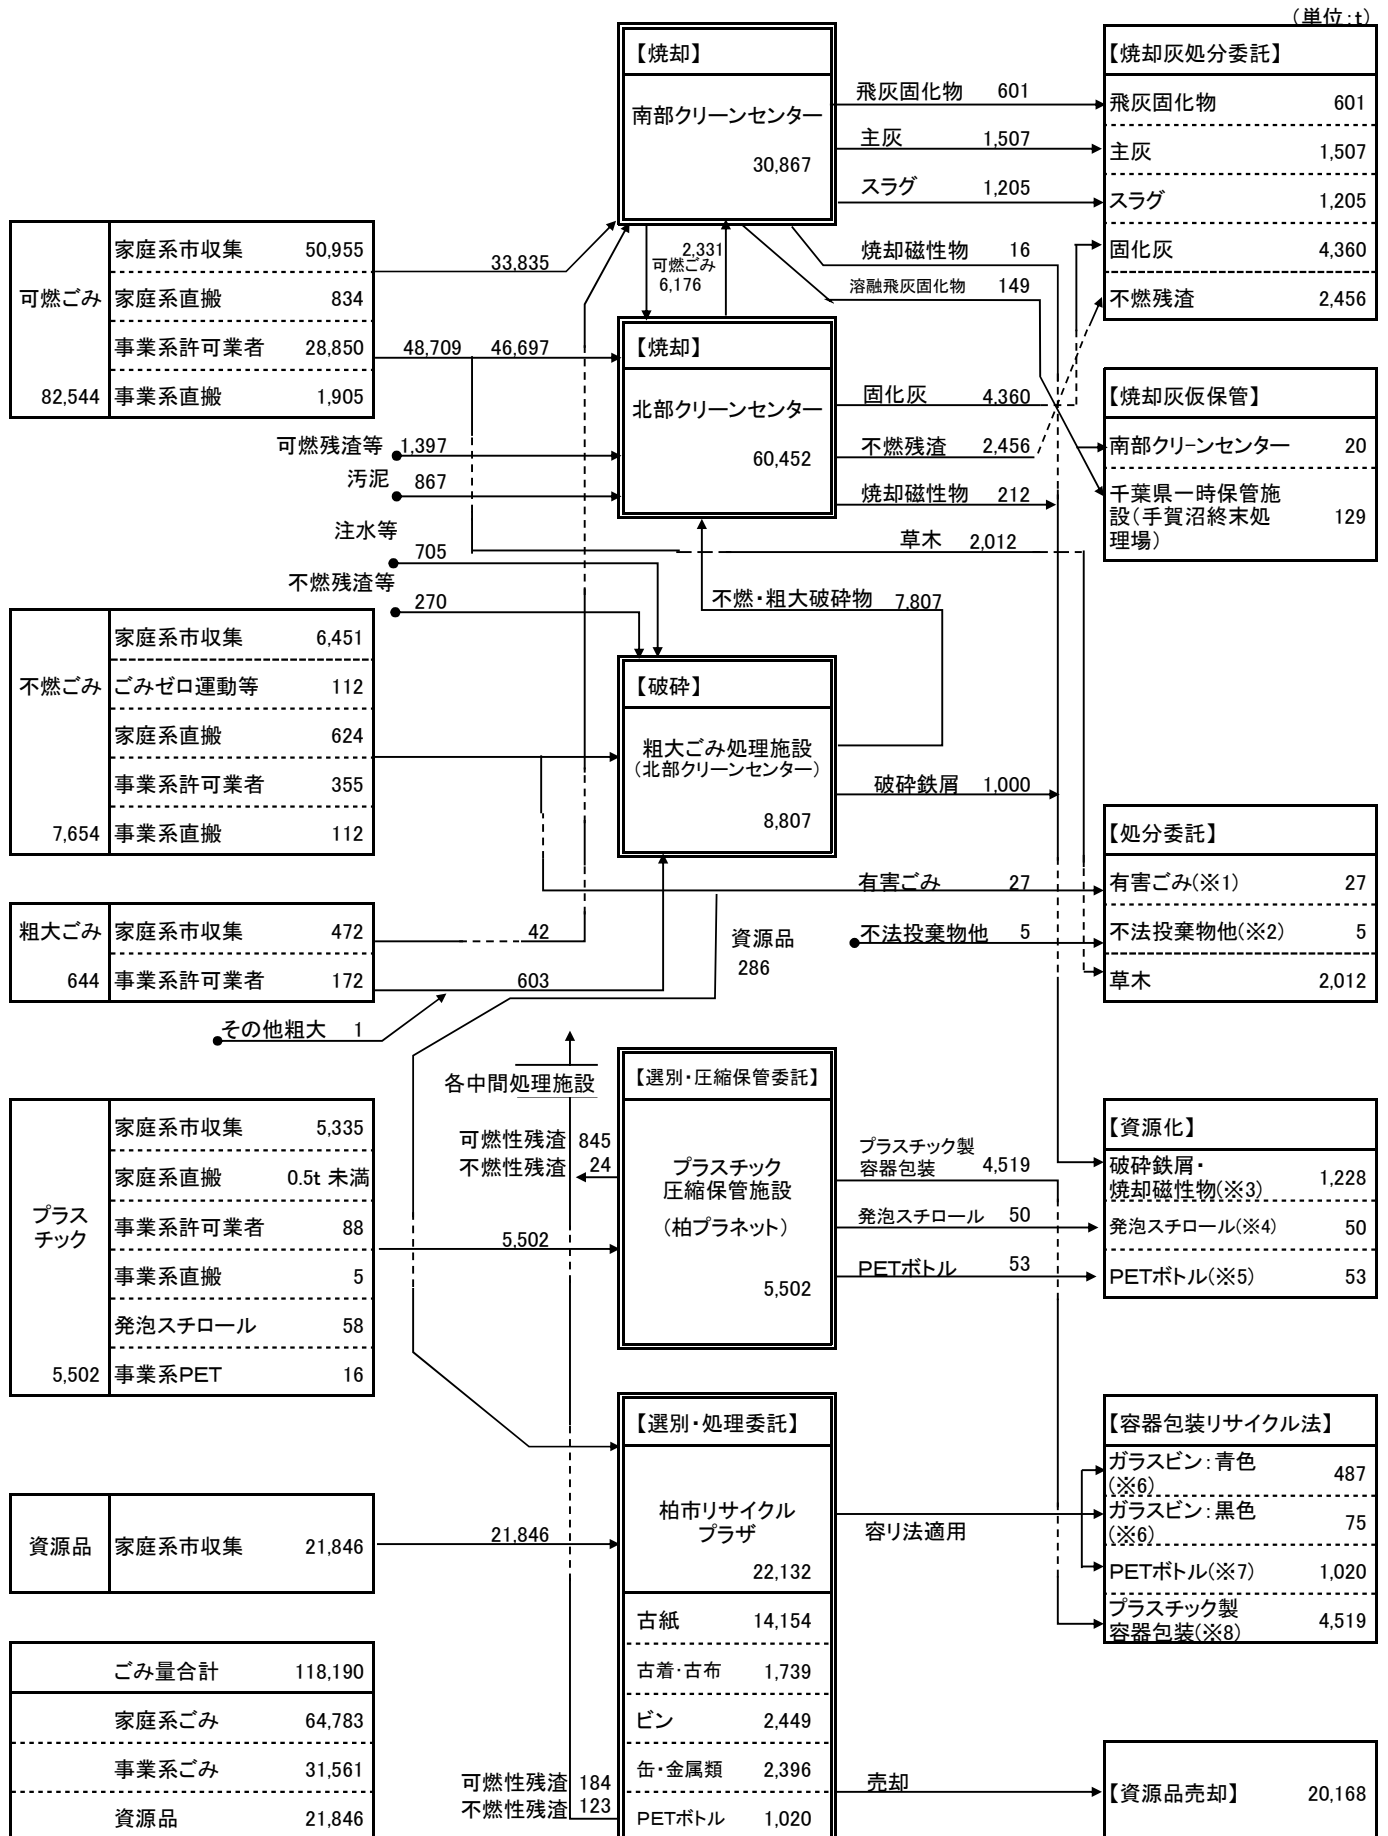 （単位：t）
【焼却】
南部クリーンセンター
30,867
飛灰固化物 601
主灰 1,507
スラグ 1,205
焼却磁性物 16
溶融飛灰固化物 149
【焼却灰処分委託】
飛灰固化物 601
主灰 1,507
スラグ 1,205
固化灰 4,360
不燃残渣 2,456
可燃ごみ
82,544
家庭系市収集 50,955
家庭系直搬 834
事業系許可業者 28,850
事業系直搬 1,905
33,835
48,709 46,697
2,331
可燃ごみ
6,176
【焼却】
北部クリーンセンター
60,452
固化灰 4,360
不燃残渣 2,456
焼却磁性物 212
草木 2,012
【焼却灰仮保管】
南部クリーンセンター 20
千葉県一時保管施
設（手賀沼終末処
理場） 129
可燃残渣等 1,397
汚泥 867
注水等
705
不燃残渣等
270
不燃・粗大破砕物 7,807
不燃ごみ
7,654
家庭系市収集 6,451
ごみゼロ運動等 112
家庭系直搬 624
事業系許可業者 355
事業系直搬 112
【破砕】
粗大ごみ処理施設
（北部クリーンセンター）
8,807
破砕鉄屑 1,000
有害ごみ 27
不法投棄物他 5
【処分委託】
有害ごみ(※1) 27
不法投棄物他(※2) 5
草木 2,012
粗大ごみ
644
家庭系市収集 472
事業系許可業者 172
42
603
その他粗大 1
資源品
286
各中間処理施設
プラス
チック
5,502
家庭系市収集 5,335
家庭系直搬 0.5t 未満
事業系許可業者 88
事業系直搬 5
発泡スチロール 58
事業系PET 16
5,502
可燃性残渣 845
不燃性残渣 24
【選別・圧縮保管委託】
プラスチック
圧縮保管施設
（柏プラネット）
5,502
プラスチック製
容器包装 4,519
発泡スチロール 50
PETボトル 53
【資源化】
破砕鉄屑・
焼却磁性物(※3) 1,228
発泡スチロール(※4) 50
PETボトル(※5) 53
資源品
家庭系市収集 21,846
21,846
【選別・処理委託】
柏市リサイクル
プラザ
22,132
古紙 14,154
古着・古布 1,739
ビン 2,449
缶・金属類 2,396
PETボトル 1,020
容リ法適用
売却
可燃性残渣 184
不燃性残渣 123
【容器包装リサイクル法】
ガラスビン：青色
(※6) 487
ガラスビン：黒色
(※6) 75
PETボトル(※7) 1,020
プラスチック製
容器包装(※8) 4,519
【資源品売却】 20,168
ごみ量合計 118,190
家庭系ごみ 64,783
事業系ごみ 31,561
資源品 21,846